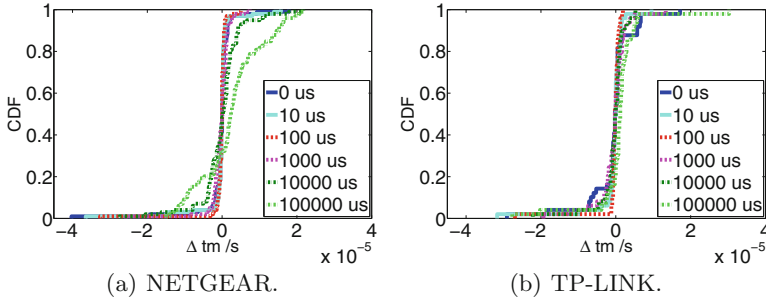 1
0.8
0.6
0.4
0.2
0
CDF
0 us
10 us
100 us
1000 us
10000 us
100000 us
−4 −2 0 2 4
Δ tm /s
x 10⁻⁵
(a) NETGEAR.
1
0.8
0.6
0.4
0.2
0
CDF
0 us
10 us
100 us
1000 us
10000 us
100000 us
−4 −2 0 2 4
Δ tm /s
x 10⁻⁵
(b) TP-LINK.